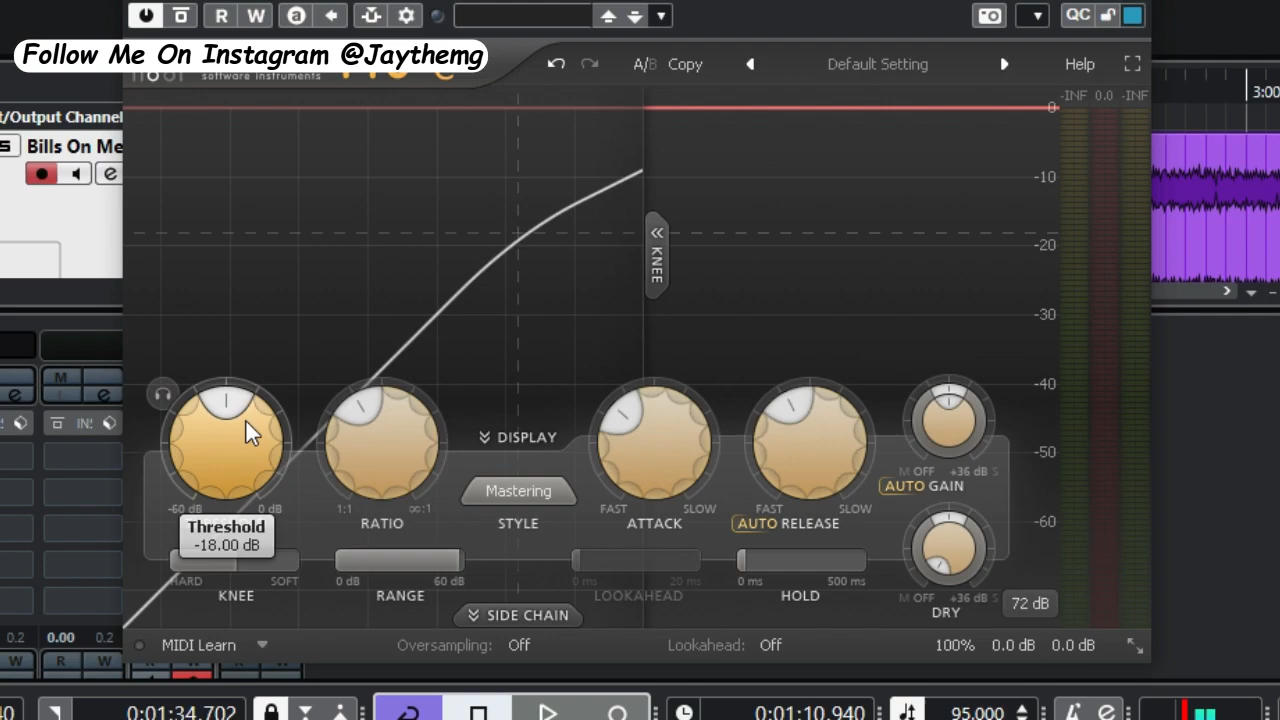 R W
a
QC
Follow Me On Instagram @Jaythemg
software instruments
A/B Copy
Default Setting
Help
-INF 0.0 -INF
3:00
t/Output Channel
S Bills On Me
e
0
-10
-20
-30
-40
-50
-60
KNEE
M
e e
IN:
DISPLAY
Mastering
STYLE
-60 dB 0 dB
1:1 ∞:1
RATIO
FAST SLOW
ATTACK
FAST SLOW
AUTO RELEASE
M OFF +36 dB S
AUTO GAIN
Threshold
-18.00 dB
HARD SOFT
KNEE
0 dB 60 dB
RANGE
0 ms 20 ms
LOOKAHEAD
0 ms 500 ms
HOLD
M OFF +36 dB S
DRY
72 dB
SIDE CHAIN
0.2 0.00 0.2
MIDI Learn
Oversampling: Off
Lookahead: Off
100% 0.0 dB 0.0 dB
W R W
0:01:34.702
0:01:10.940
95.000